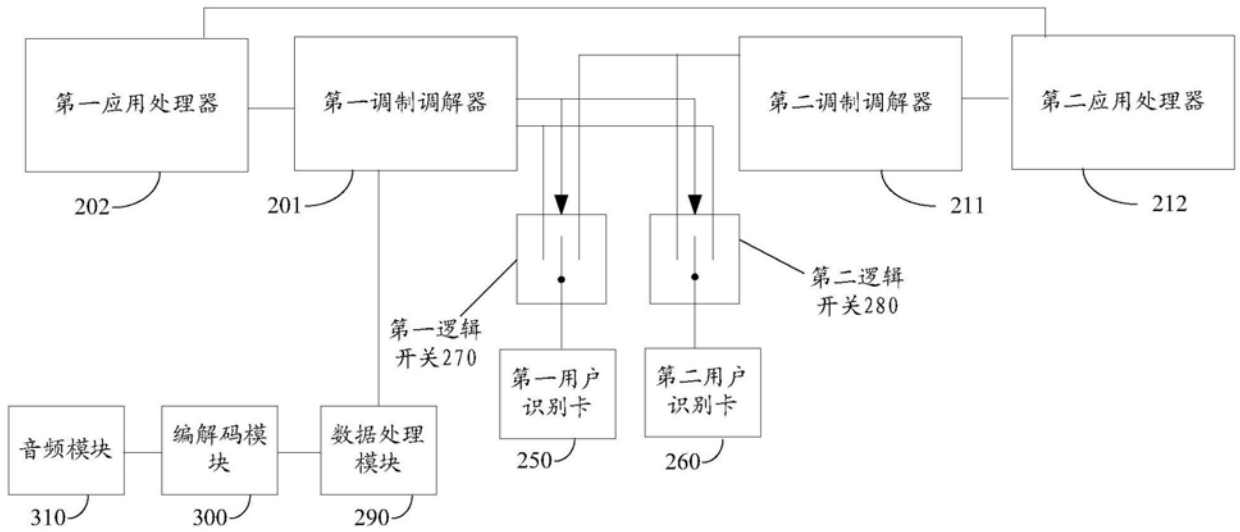 第一应用处理器
第一调制调解器
第二调制调解器
第二应用处理器
202
201
211
212
第二逻辑
开关280
第一逻辑
开关270
第一用户
识别卡
第二用户
识别卡
音频模块
编解码模
块
数据处理
模块
250
260
310
300
290